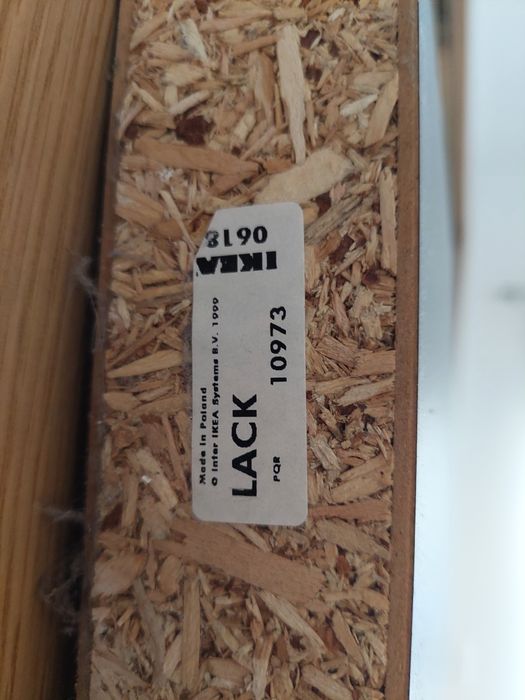 Made in Poland
© Inter IKEA Systems B.V. 1999
LACK
PQR 10973
IKEA
0618